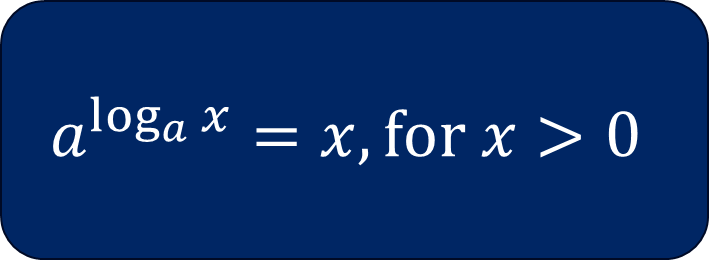 a^{log_a x} = x, for x > 0